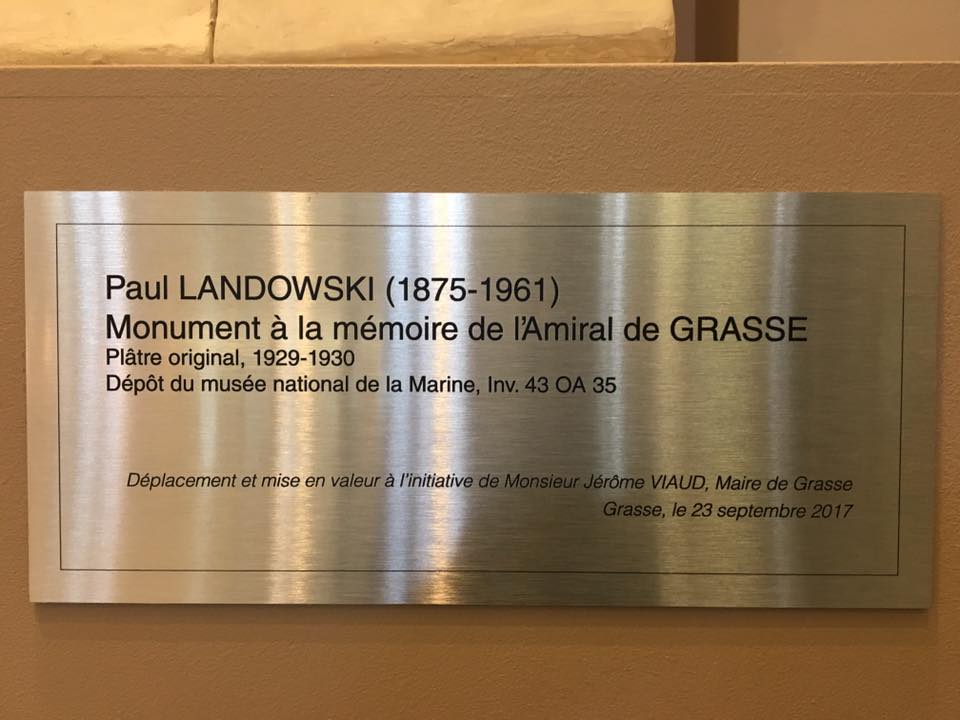 Paul LANDOWSKI (1875-1961)
Monument à la mémoire de l'Amiral de GRASSE
Plâtre original, 1929-1930
Dépôt du musée national de la Marine, Inv. 43 OA 35
Déplacement et mise en valeur à l'initiative de Monsieur Jérôme VIAUD, Maire de Grasse
Grasse, le 23 septembre 2017